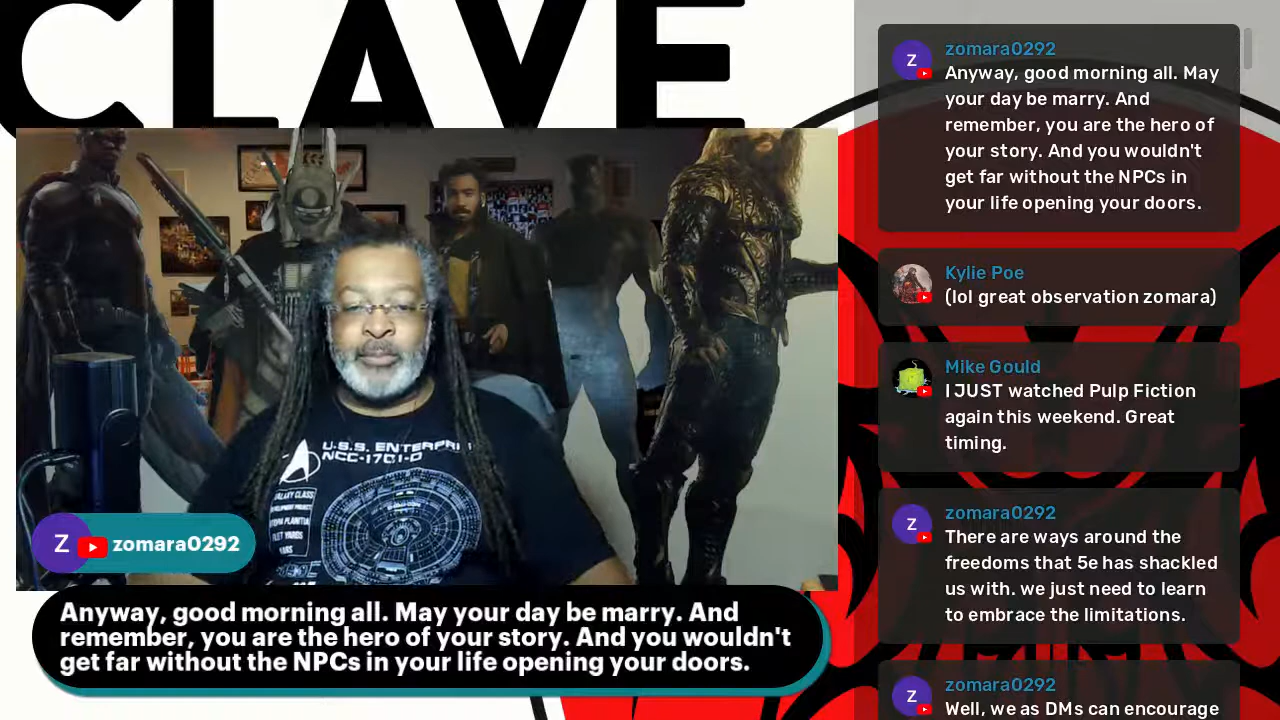 CLAVE
zomara0292
Anyway, good morning all. May
your day be marry. And
remember, you are the hero of
your story. And you wouldn't
get far without the NPCs in
your life opening your doors.
Kylie Poe
(lol great observation zomara)
Mike Gould
I JUST watched Pulp Fiction
again this weekend. Great
timing.
zomara0292
There are ways around the
freedoms that 5e has shackled
us with. we just need to learn
to embrace the limitations.
zomara0292
Well, we as DMs can encourage
U.S.S. ENTERPRI
NCC-1701-D
GALAXY CLASS
Z zomara0292
Anyway, good morning all. May your day be marry. And
remember, you are the hero of your story. And you wouldn't
get far without the NPCs in your life opening your doors.